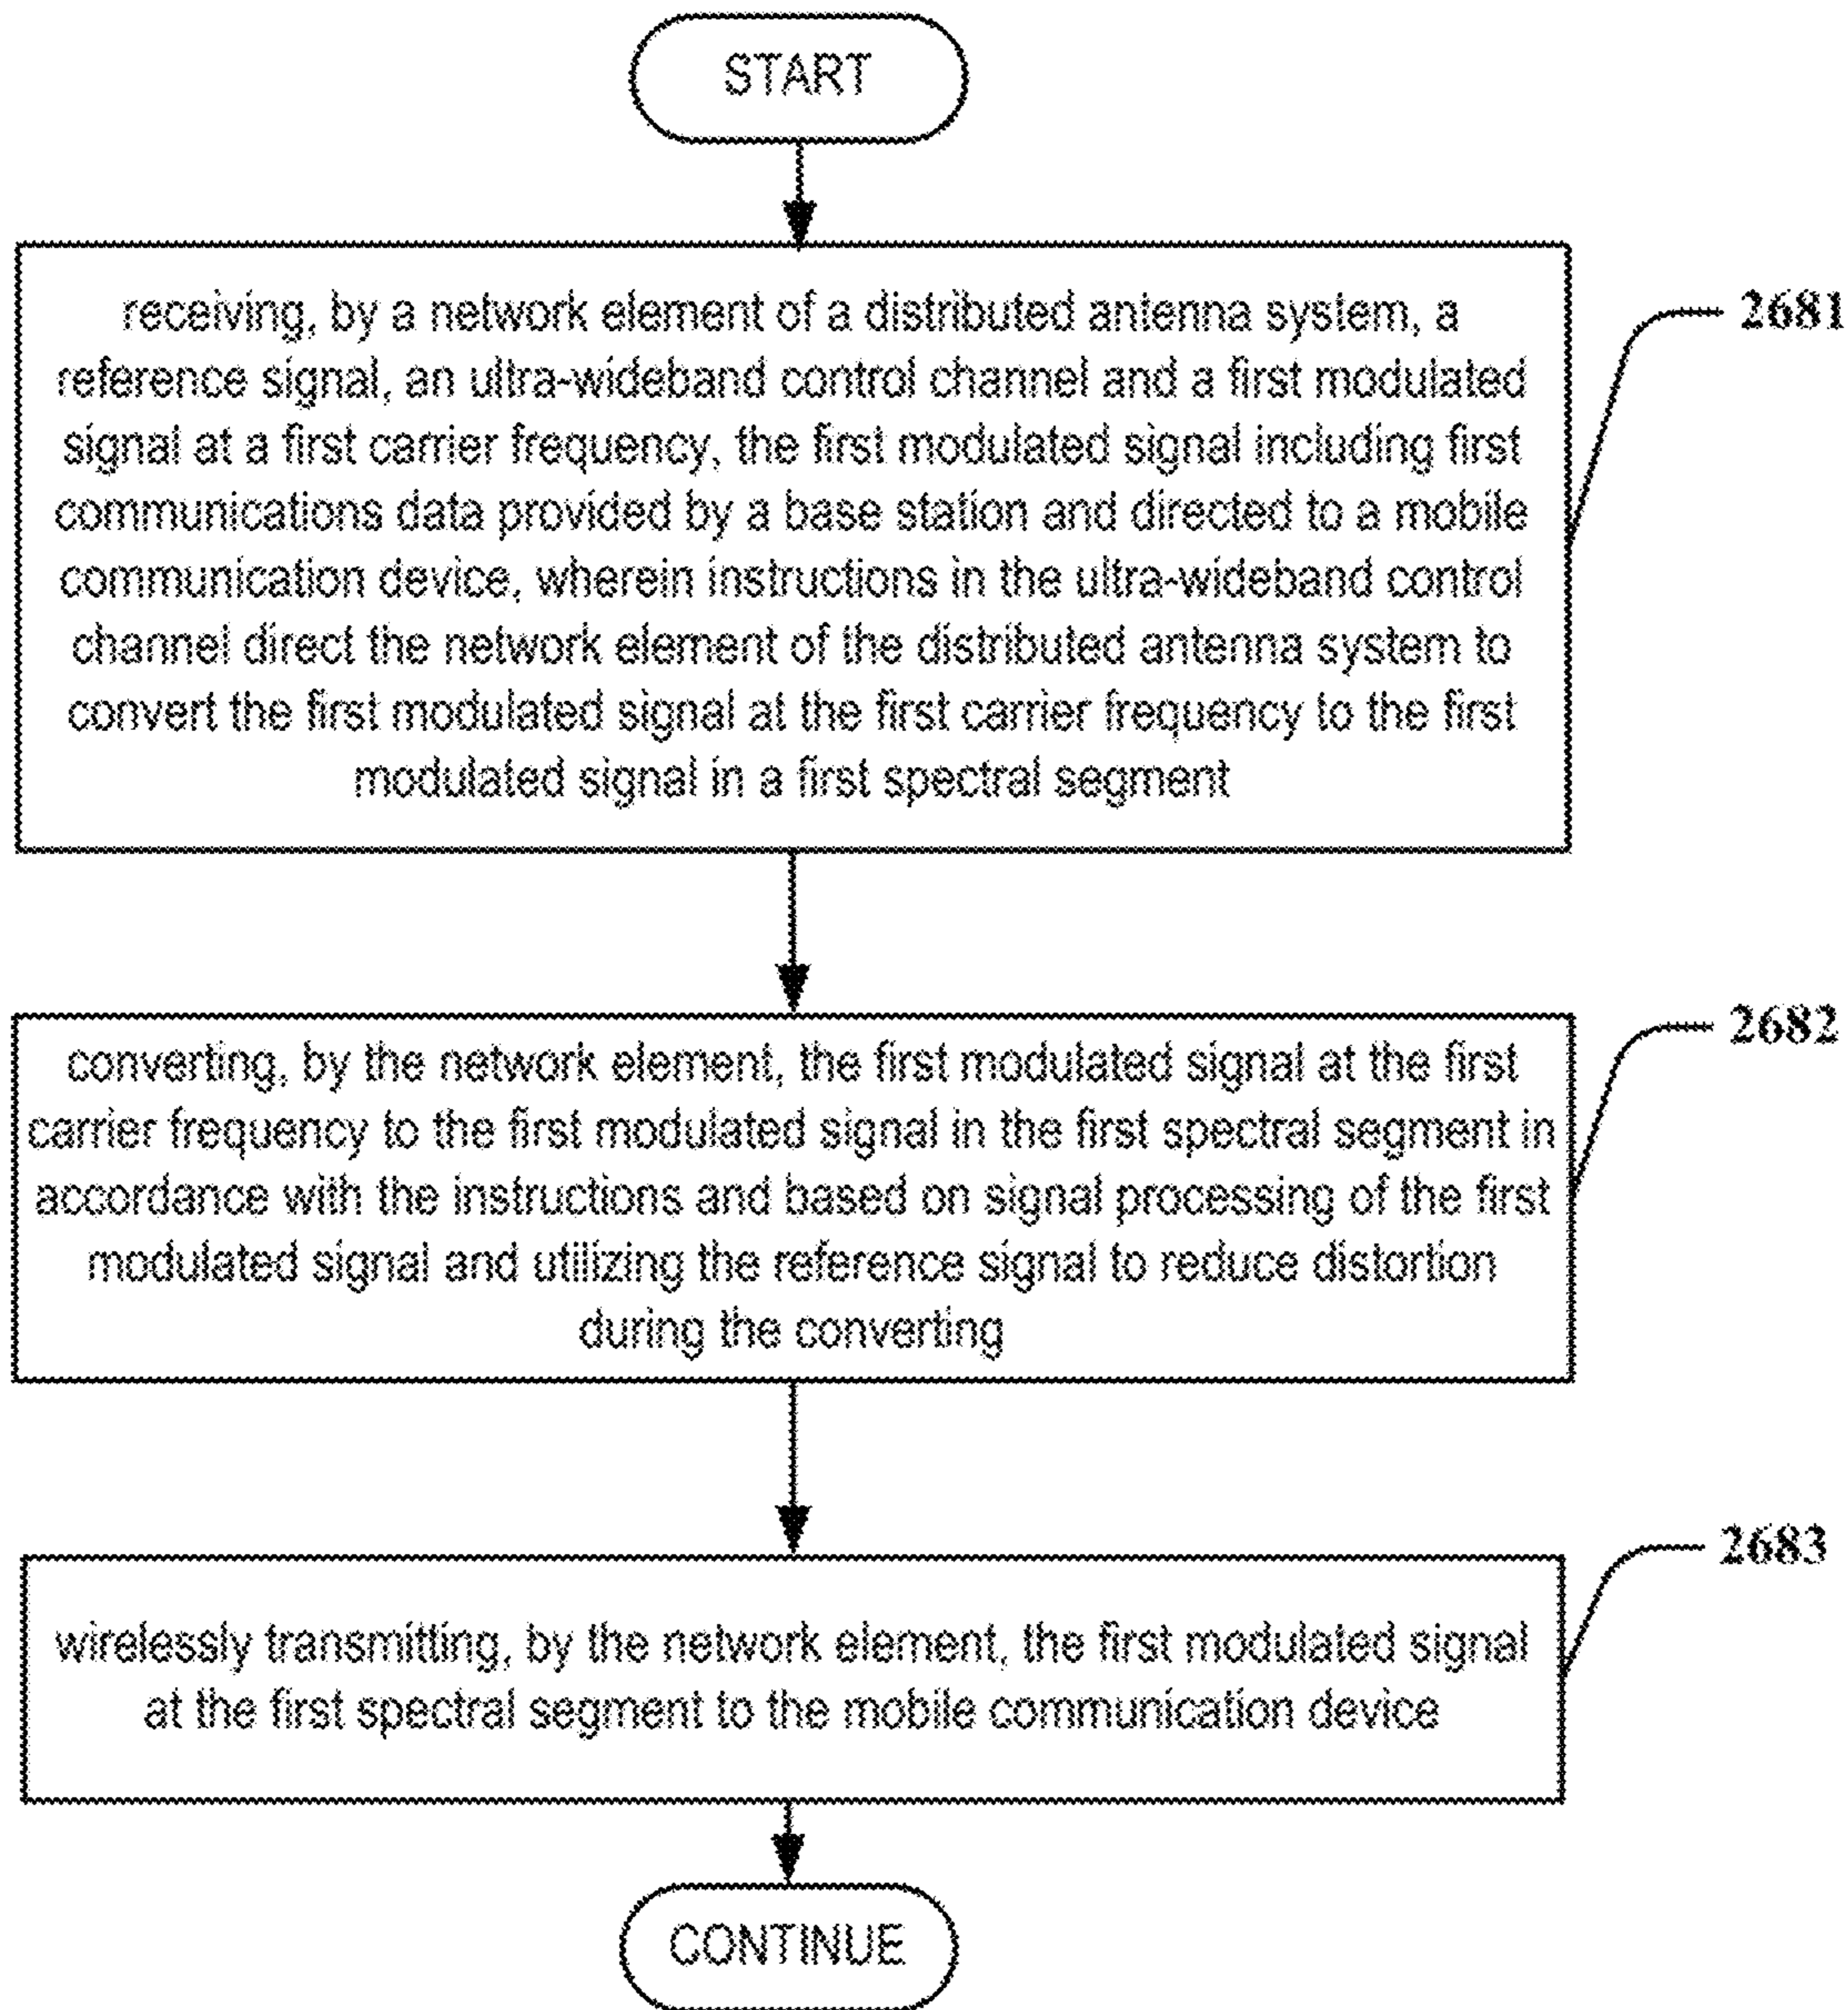 START
receiving, by a network element of a distributed antenna system, a
reference signal, an ultra-wideband control channel and a first modulated
signal at a first carrier frequency, the first modulated signal including first
communications data provided by a base station and directed to a mobile
communication device, wherein instructions in the ultra-wideband control
channel direct the network element of the distributed antenna system to
convert the first modulated signal at the first carrier frequency to the first
modulated signal in a first spectral segment
2681
converting, by the network element, the first modulated signal at the first
carrier frequency to the first modulated signal in the first spectral segment in
accordance with the instructions and based on signal processing of the first
modulated signal and utilizing the reference signal to reduce distortion
during the converting
2682
wirelessly transmitting, by the network element, the first modulated signal
at the first spectral segment to the mobile communication device
2683
CONTINUE